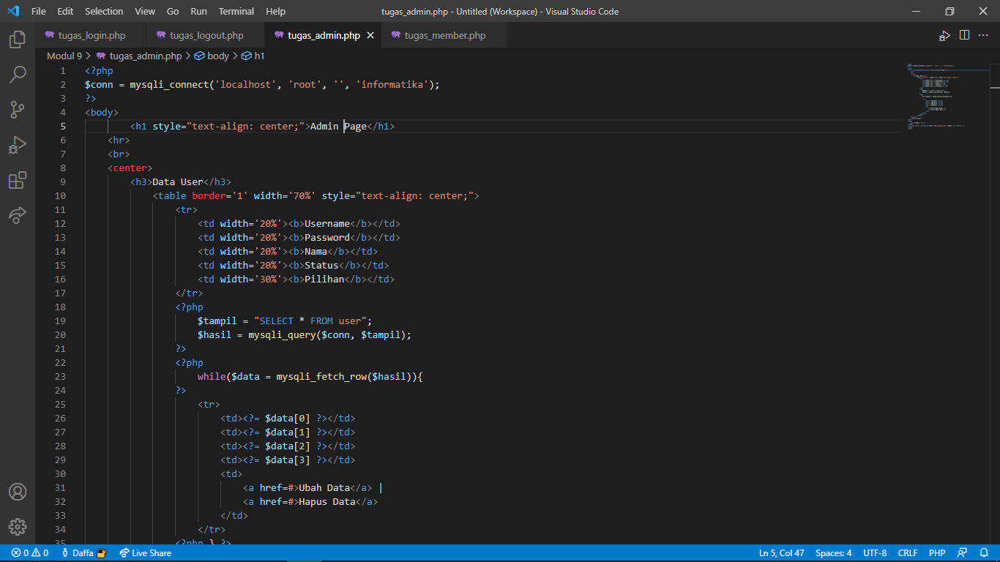 File Edit Selection View Go Run Terminal Help tugas_admin.php - Untitled (Workspace) - Visual Studio Code
tugas_login.php tugas_logout.php tugas_admin.php tugas_member.php
Modul 9 > tugas_admin.php > body > h1
1 <?php
2 $conn = mysqli_connect('localhost', 'root', '', 'informatika');
3 ?>
4 <body>
5 <h1 style="text-align: center;">Admin Page</h1>
6 <hr>
7 <br>
8 <center>
9 <h3>Data User</h3>
10 <table border='1' width='70%' style="text-align: center;">
11 <tr>
12 <td width='20%'><b>Username</b></td>
13 <td width='20%'><b>Password</b></td>
14 <td width='20%'><b>Nama</b></td>
15 <td width='20%'><b>Status</b></td>
16 <td width='30%'><b>Pilihan</b></td>
17 </tr>
18 <?php
19 $tampil = "SELECT * FROM user";
20 $hasil = mysqli_query($conn, $tampil);
21 ?>
22 <?php
23 while($data = mysqli_fetch_row($hasil)){
24 ?>
25 <tr>
26 <td><?= $data[0] ?></td>
27 <td><?= $data[1] ?></td>
28 <td><?= $data[2] ?></td>
29 <td><?= $data[3] ?></td>
30 <td>
31 <a href=#>Ubah Data</a> |
32 <a href=#>Hapus Data</a>
33 </td>
34 </tr>
35 <?php } ?>
0 0 Daffa Live Share Ln 5, Col 47 Spaces: 4 UTF-8 CRLF PHP